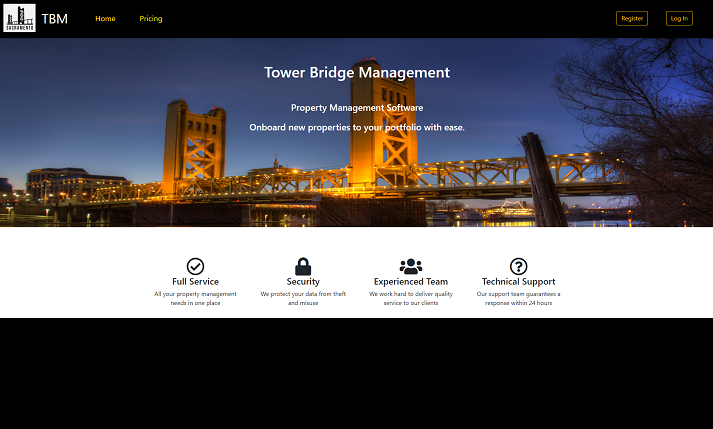 SACRAMENTO
TBM
Home
Pricing
Register
Log In
Tower Bridge Management
Property Management Software
Onboard new properties to your portfolio with ease.
Full Service
All your property management
needs in one place
Security
We protect your data from theft
and misuse
Experienced Team
We work hard to deliver quality
service to our clients
Technical Support
Our support team guarantees a
response within 24 hours